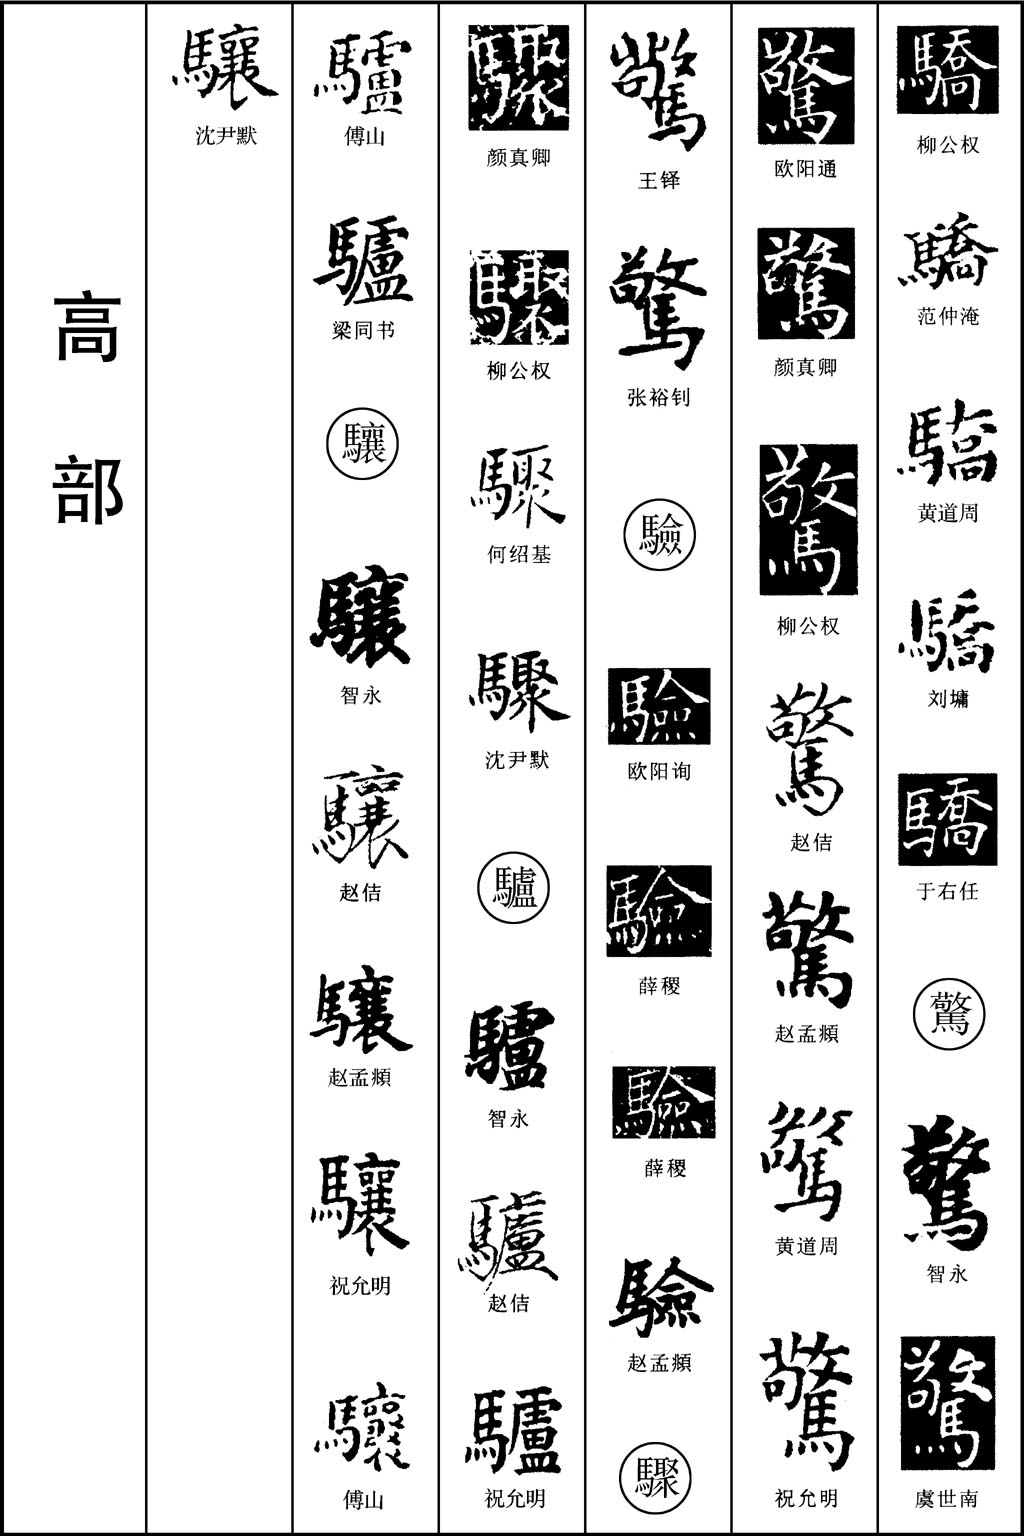 驕
柳公权
驕
范仲淹
驕
黄道周
驕
刘墉
驕
于右任
驚
驚
智永
驚
虞世南
驚
欧阳通
驚
颜真卿
驚
柳公权
驚
赵佶
驚
赵孟頫
驚
黄道周
驚
祝允明
驚
王铎
驚
张裕钊
驗
驗
欧阳询
驗
薛稷
驗
薛稷
驗
赵孟頫
驟
驟
颜真卿
驟
柳公权
驟
何绍基
驟
沈尹默
驢
驢
智永
驢
赵佶
驢
祝允明
驢
傅山
驢
梁同书
驤
驤
智永
驤
赵佶
驤
赵孟頫
驤
祝允明
驤
傅山
驤
沈尹默
高部